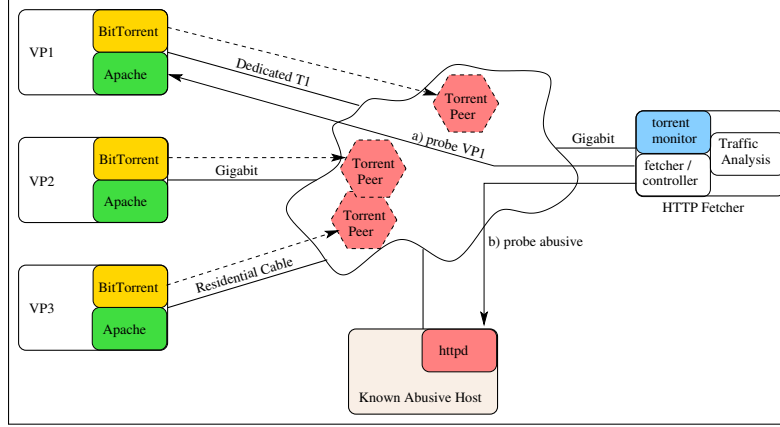 VP1
BitTorrent
Apache
Dedicated T1
Torrent
Peer
a) probe VP1
VP2
BitTorrent
Apache
Gigabit
Torrent
Peer
Torrent
Peer
VP3
BitTorrent
Apache
Residential Cable
Gigabit
torrent
monitor
fetcher /
controller
Traffic
Analysis
HTTP Fetcher
b) probe abusive
httpd
Known Abusive Host